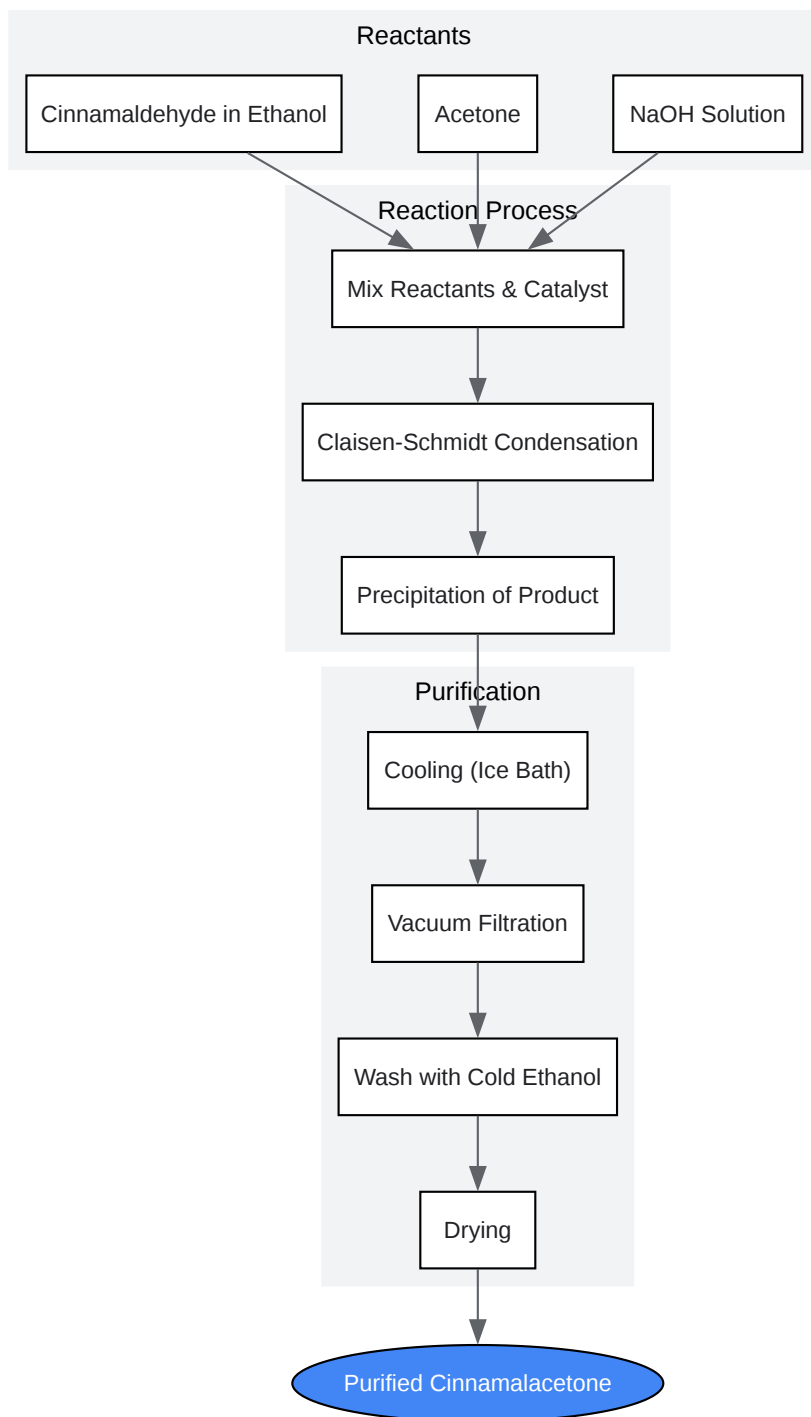 Reactants
Cinnamaldehyde in Ethanol
Acetone
NaOH Solution
Reaction Process
Mix Reactants & Catalyst
Claisen-Schmidt Condensation
Precipitation of Product
Purification
Cooling (Ice Bath)
Vacuum Filtration
Wash with Cold Ethanol
Drying
Purified Cinnamalacetone